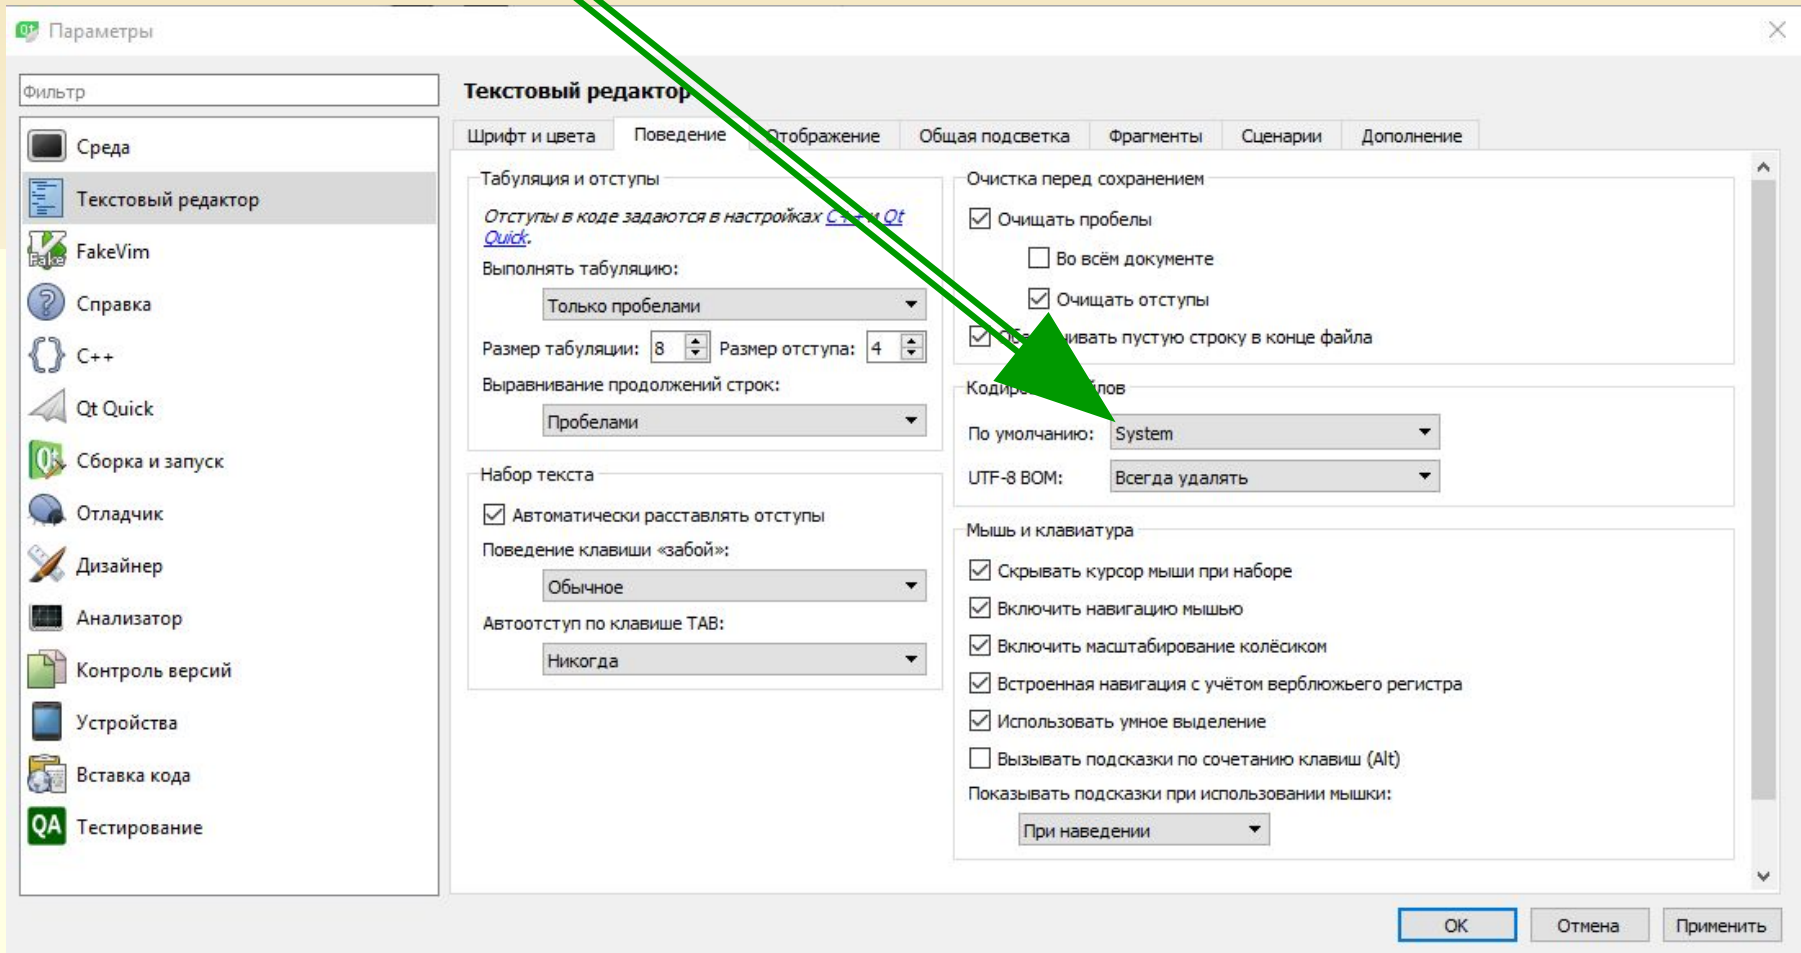 Параметры
Фильтр
Среда
Текстовый редактор
FakeVim
Справка
C++
Qt Quick
Сборка и запуск
Отладчик
Дизайнер
Анализатор
Контроль версий
Устройства
Вставка кода
QA
Тестирование
Текстовый редактор
Шрифт и цвета
Поведение
Отображение
Общая подсветка
Фрагменты
Сценарии
Дополнение
Табуляция и отступы
Отступы в коде задаются в настройках C++ и Qt
Quick.
Выполнять табуляцию:
Только пробелами
Размер табуляции: 8 Размер отступа: 4
Выравнивание продолжений строк:
Пробелами
Набор текста
Автоматически расставлять отступы
Поведение клавиши «забой»:
Обычное
Автоотступ по клавише TAB:
Никогда
Очистка перед сохранением
Очищать пробелы
Во всём документе
Очищать отступы
пустую строку в конце файла
По умолчанию: System
UTF-8 BOM: Всегда удалять
Мышь и клавиатура
Скрывать курсор мыши при наборе
Включить навигацию мышью
Включить масштабирование колёсиком
Встроенная навигация с учётом верблюжьего регистра
Использовать умное выделение
Вызывать подсказки по сочетанию клавиш (Alt)
Показывать подсказки при использовании мышки:
При наведении
OK
Отмена
Применить